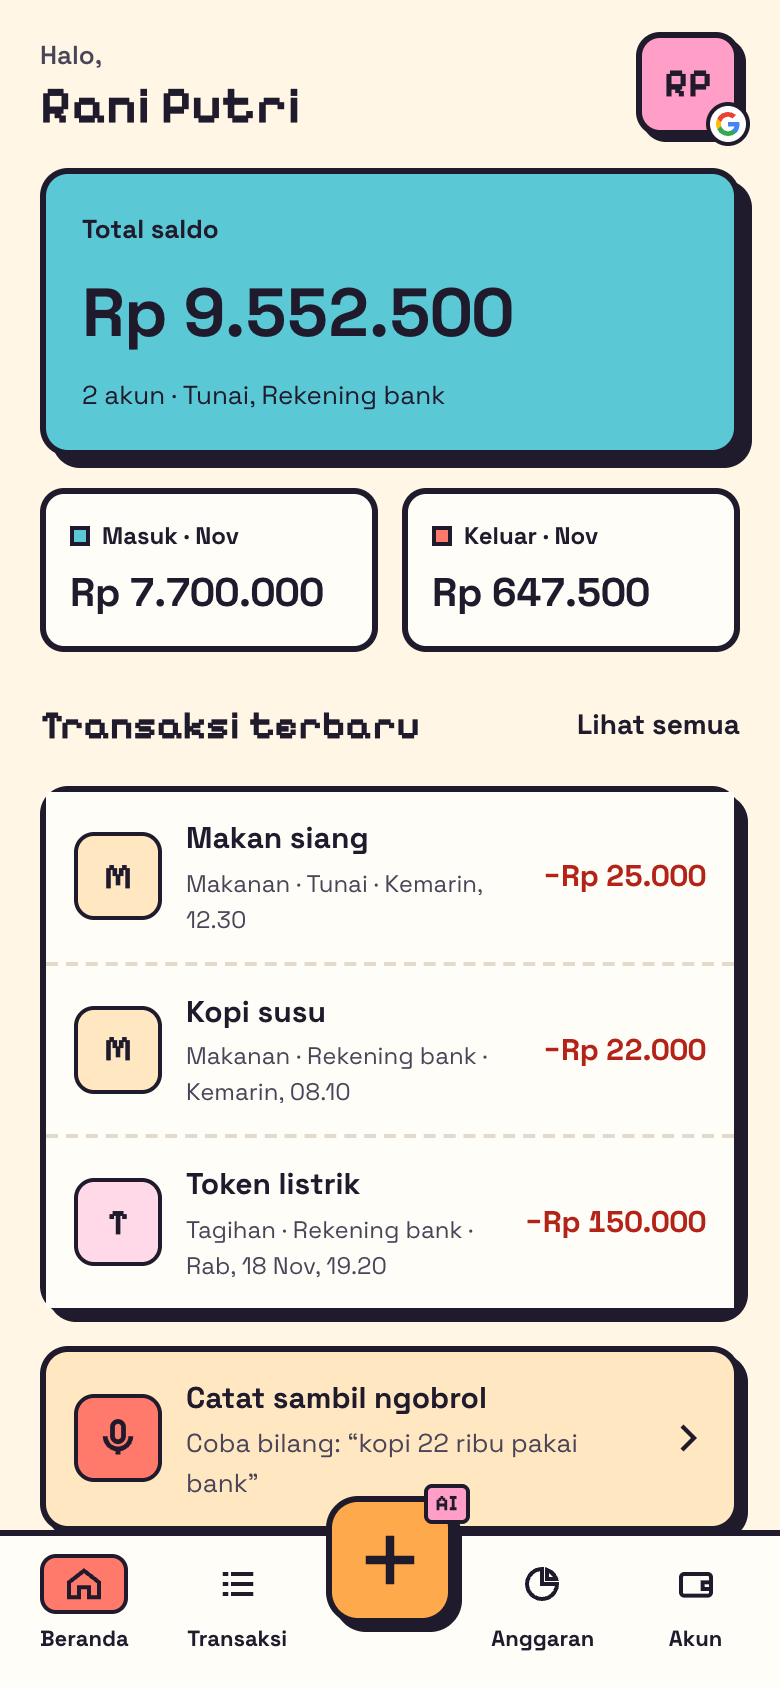 Halo,
Rani Putri
RP
G
Total saldo
Rp 9.552.500
2 akun · Tunai, Rekening bank
Masuk · Nov
Rp 7.700.000
Keluar · Nov
Rp 647.500
Transaksi terbaru
Lihat semua
M
Makan siang
Makanan · Tunai · Kemarin,
12.30
−Rp 25.000
M
Kopi susu
Makanan · Rekening bank ·
Kemarin, 08.10
−Rp 22.000
T
Token listrik
Tagihan · Rekening bank ·
Rab, 18 Nov, 19.20
−Rp 150.000
Catat sambil ngobrol
Coba bilang: “kopi 22 ribu pakai
bank”
AI
Beranda
Transaksi
Anggaran
Akun